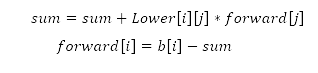 sum = sum + Lower[i][j] * forward[j]
forward[i] = b[i] − sum